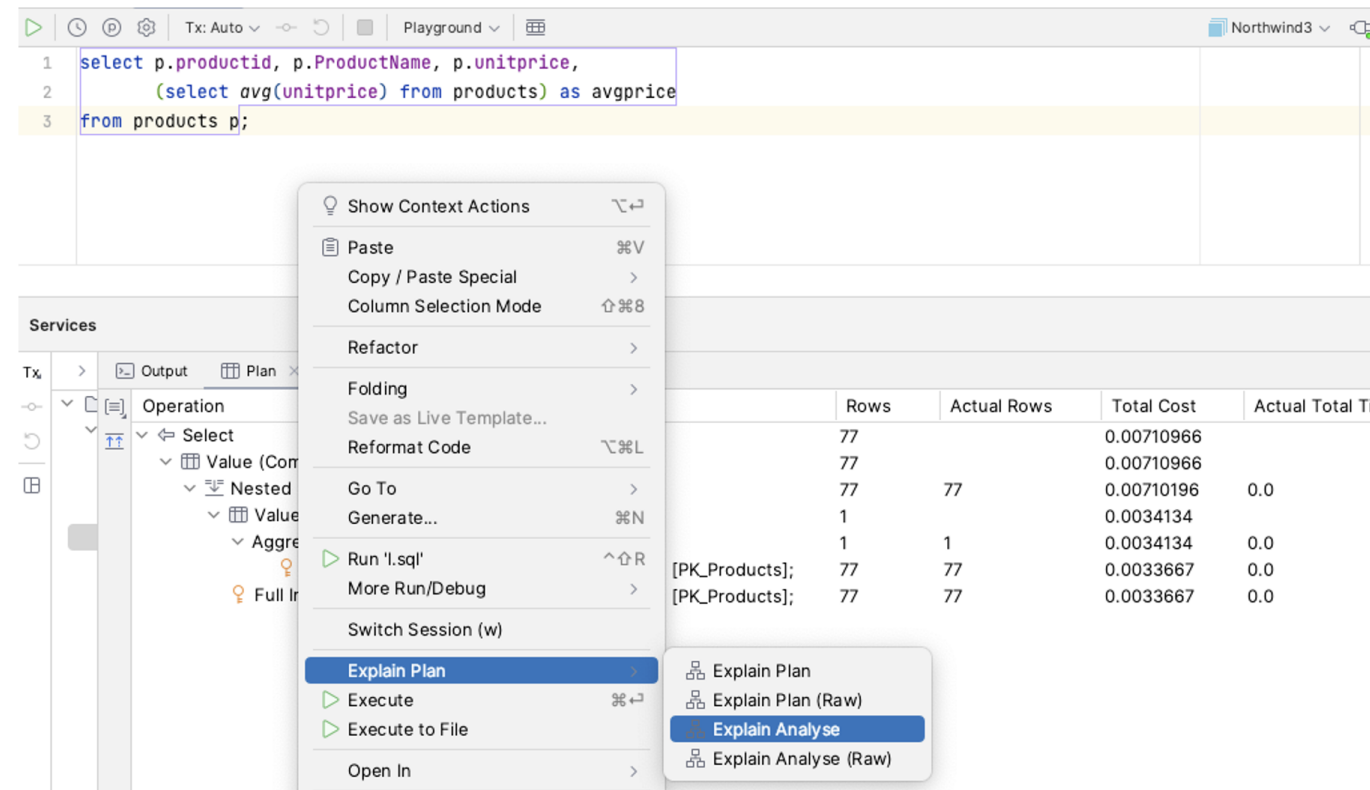 Tx: Auto
Playground
Northwind3
1 select p.productid, p.ProductName, p.unitprice,
2 (select avg(unitprice) from products) as avgprice
3 from products p;
Show Context Actions ⌥⏎
Paste ⌘V
Copy / Paste Special
Column Selection Mode ⇧⌘8
Refactor
Folding
Save as Live Template...
Reformat Code ⌥⌘L
Go To
Generate... ⌘N
Run 'l.sql' ^⇧R
More Run/Debug
Switch Session (w)
Explain Plan
Execute ⌘⏎
Execute to File
Open In
Explain Plan
Explain Plan (Raw)
Explain Analyse
Explain Analyse (Raw)
Services
Tx
Output
Plan
Operation Rows Actual Rows Total Cost Actual Total
Select 77 0.00710966
Value (Com 77 0.00710966
Nested 77 77 0.00710196 0.0
Value 1 0.0034134
Aggre 1 1 0.0034134 0.0
[PK_Products]; 77 77 0.0033667 0.0
Full In [PK_Products]; 77 77 0.0033667 0.0